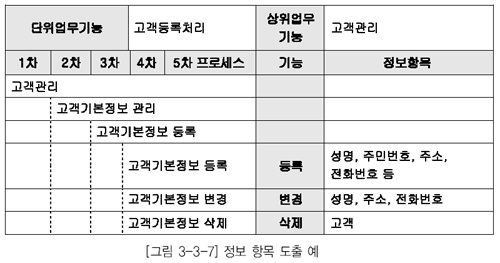 단위업무기능 고객등록처리 상위업무 기능 고객관리
1차 2차 3차 4차 5차 프로세스 기능 정보항목
고객관리
고객기본정보 관리
고객기본정보 등록
고객기본정보 등록 등록 성명, 주민번호, 주소,
전화번호 등
고객기본정보 변경 변경 성명, 주소, 전화번호
고객기본정보 삭제 삭제 고객
[그림 3-3-7] 정보 항목 도출 예